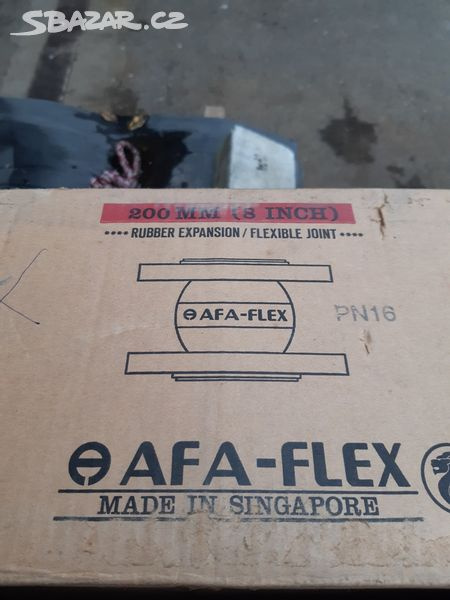 SBAZAR.CZ
200 MM (8 INCH)
•••• RUBBER EXPANSION / FLEXIBLE JOINT ••••
AFA-FLEX
PN16
AFA-FLEX
MADE IN SINGAPORE